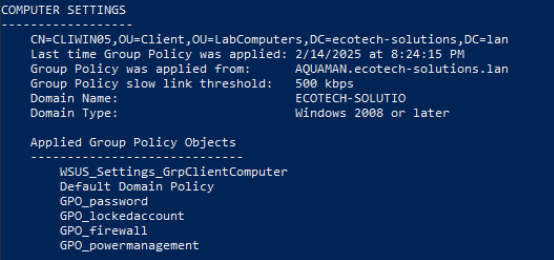 COMPUTER SETTINGS
------------------
CN=CLIWIN05,OU=Client,OU=LabComputers,DC=ecotech-solutions,DC=lan
Last time Group Policy was applied: 2/14/2025 at 8:24:15 PM
Group Policy was applied from: AQUAMAN.ecotech-solutions.lan
Group Policy slow link threshold: 500 kbps
Domain Name: ECOTECH-SOLUTIO
Domain Type: Windows 2008 or later
Applied Group Policy Objects
-----------------------------
WSUS_Settings_GrpClientComputer
Default Domain Policy
GPO_password
GPO_lockedaccount
GPO_firewall
GPO_powermanagement